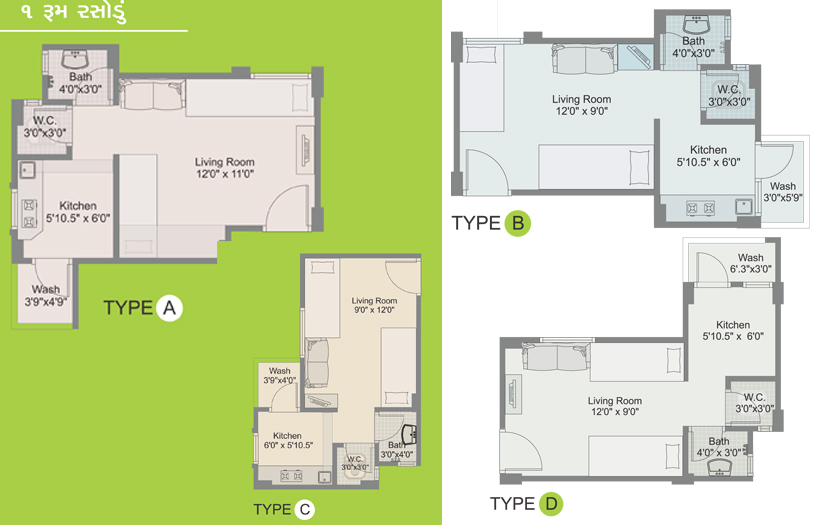 ૧ રૂમ રસોડું
Bath
4'0"x3'0"
W.C.
3'0"x3'0"
Living Room
12'0" x 11'0"
Kitchen
5'10.5" x 6'0"
Wash
3'9"x4'9"
TYPE A
Living Room
9'0" x 12'0"
Wash
3'9"x4'0"
Kitchen
6'0" x 5'10.5"
Bath
3'0"x4'0"
W.C.
3'0"x3'0"
TYPE C
Bath
4'0"x3'0"
W.C.
3'0"x3'0"
Living Room
12'0" x 9'0"
Kitchen
5'10.5" x 6'0"
Wash
3'0"x5'9"
TYPE B
Wash
6'.3"x3'0"
Kitchen
5'10.5" x 6'0"
Living Room
12'0" x 9'0"
W.C.
3'0"x3'0"
Bath
4'0" x 3'0"
TYPE D